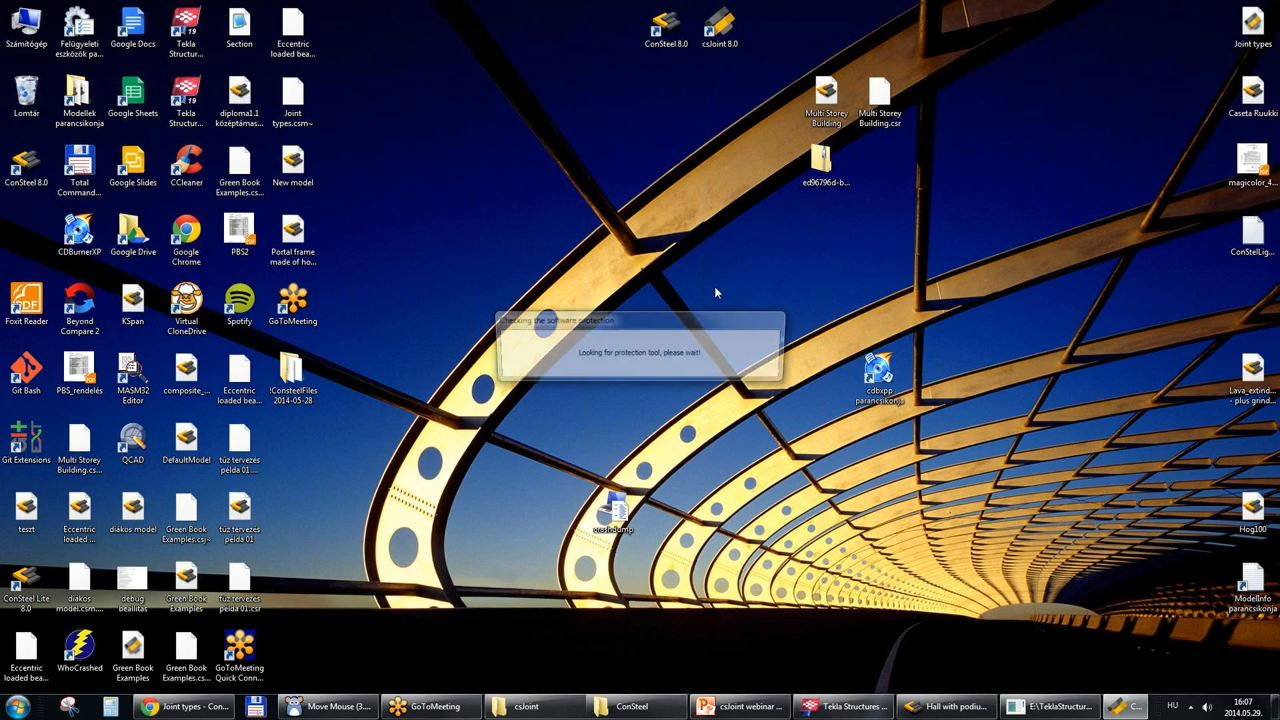 Számítógép
Felügyeleti
eszközök pa...
Google Docs
19
Tekla
Structur...
Section
Eccentric
loaded bea...
ConSteel 8.0
csJoint 8.0
Joint types
Lomtár
Modellek
parancsikonja
Google Sheets
19
Tekla
Structur...
diploma1.1
középtámas...
Joint
types.csm~
Multi Storey
Building
Multi Storey
Building.csr
Caseta Ruukki
ConSteel 8.0
Total
Command...
Google Slides
CCleaner
Green Book
Examples.cs...
New model
ed96796d-b...
magicolor_4...
CDBurnerXP
Google Drive
Google
Chrome
PBS2
Portal frame
made of ho...
ConStelLig...
Foxit Reader
Beyond
Compare 2
KSpan
Virtual
CloneDrive
Spotify
GoToMeeting
Checking the software protection
Looking for protection tool, please wait!
Git Bash
PBS_rendelés
MASM32
Editor
composite_...
Eccentric
loaded bea...
!ConsteelFiles
2014-05-28
cdbxpp
parancsikonja
Lava_extind...
- plus grind...
Git Extensions
Multi Storey
Building.cs...
QCAD
DefaultModel
tűz tervezés
példa 01....
teszt
Eccentric
loaded ...
diákos model
Green Book
Examples.csj~
tűz tervezés
példa 01
crashdump
Hog100
ConSteel Lite
8.0
diákos
model.csm....
debug
beállítás
Green Book
Examples
tűz tervezés
példa 01.csr
ModelInfo
parancsikonja
Eccentric
loaded bea...
WhoCrashed
Green Book
Examples
Green Book
Examples.cs...
GoToMeeting
Quick Conn...
Joint types - Con...
Move Mouse (3....
GoToMeeting
csJoint
ConSteel
csJoint webinar ...
Tekla Structures ...
Hall with podiu...
E:\TeklaStructur...
C...
HU
16:07
2014.05.29.